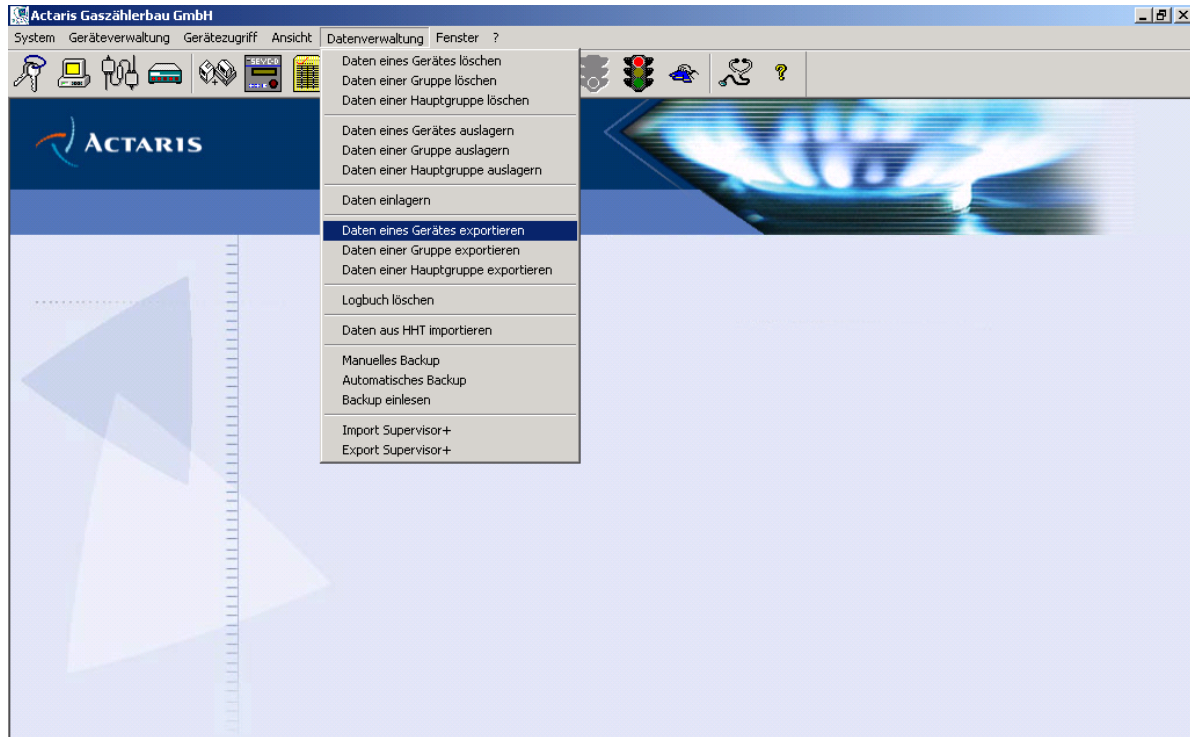 Actaris Gaszählerbau GmbH
System Geräteverwaltung Gerätezugriff Ansicht Datenverwaltung Fenster ?
SEVC-D
ACTARIS
Daten eines Gerätes löschen
Daten einer Gruppe löschen
Daten einer Hauptgruppe löschen
Daten eines Gerätes auslagern
Daten einer Gruppe auslagern
Daten einer Hauptgruppe auslagern
Daten einlagern
Daten eines Gerätes exportieren
Daten einer Gruppe exportieren
Daten einer Hauptgruppe exportieren
Logbuch löschen
Daten aus HHT importieren
Manuelles Backup
Automatisches Backup
Backup einlesen
Import Supervisor+
Export Supervisor+